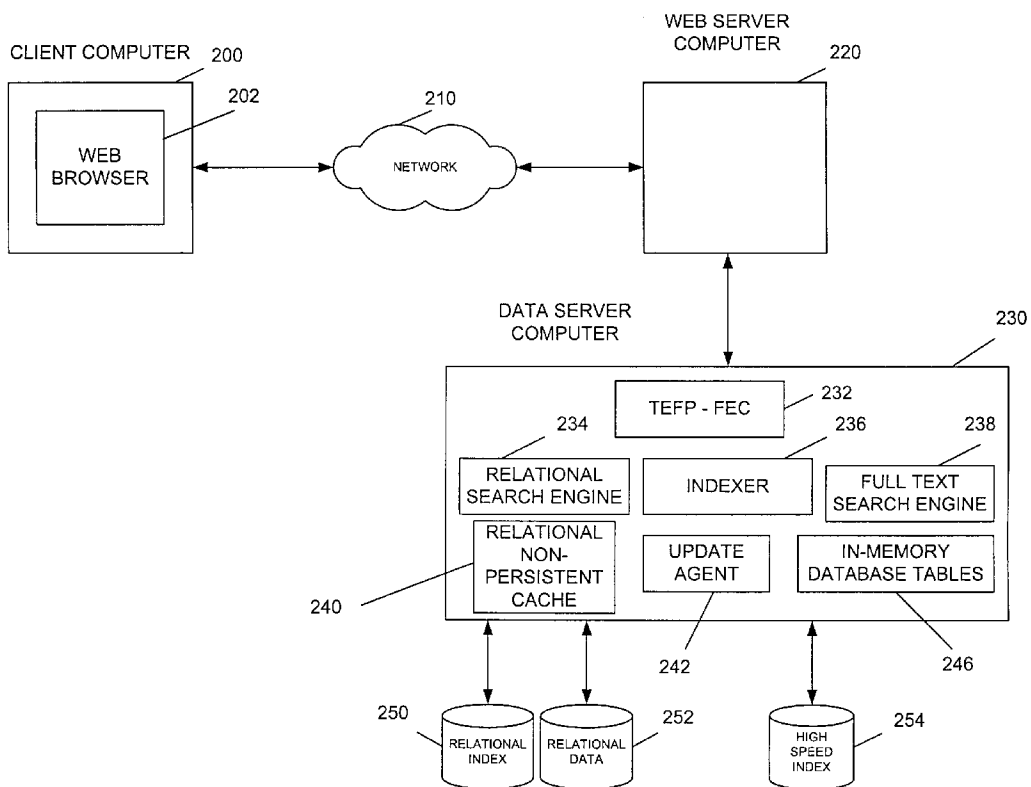 WEB SERVER
COMPUTER
CLIENT COMPUTER
200
220
202
210
WEB
BROWSER
NETWORK
DATA SERVER
COMPUTER
230
TEFP - FEC
232
234
236
238
RELATIONAL
SEARCH ENGINE
INDEXER
FULL TEXT
SEARCH ENGINE
RELATIONAL
NON-
PERSISTENT
CACHE
UPDATE
AGENT
IN-MEMORY
DATABASE TABLES
240
242
246
250
252
254
RELATIONAL
INDEX
RELATIONAL
DATA
HIGH
SPEED
INDEX